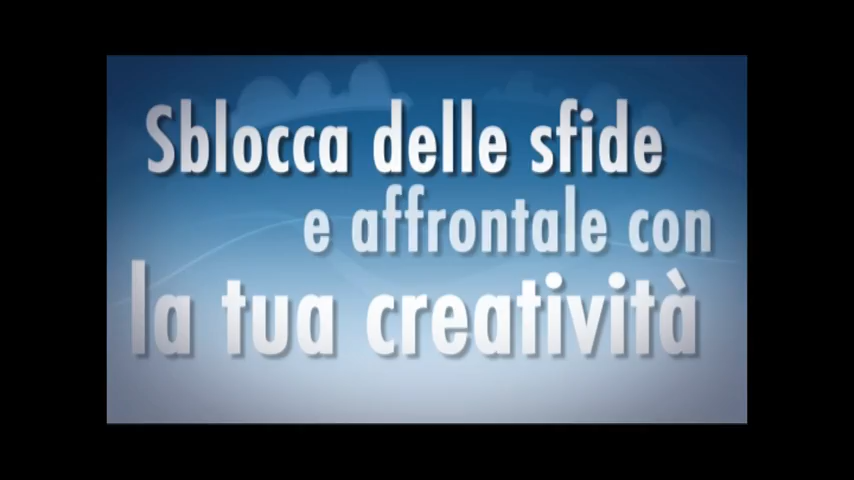 Sblocca delle sfide
e affrontale con
la tua creatività